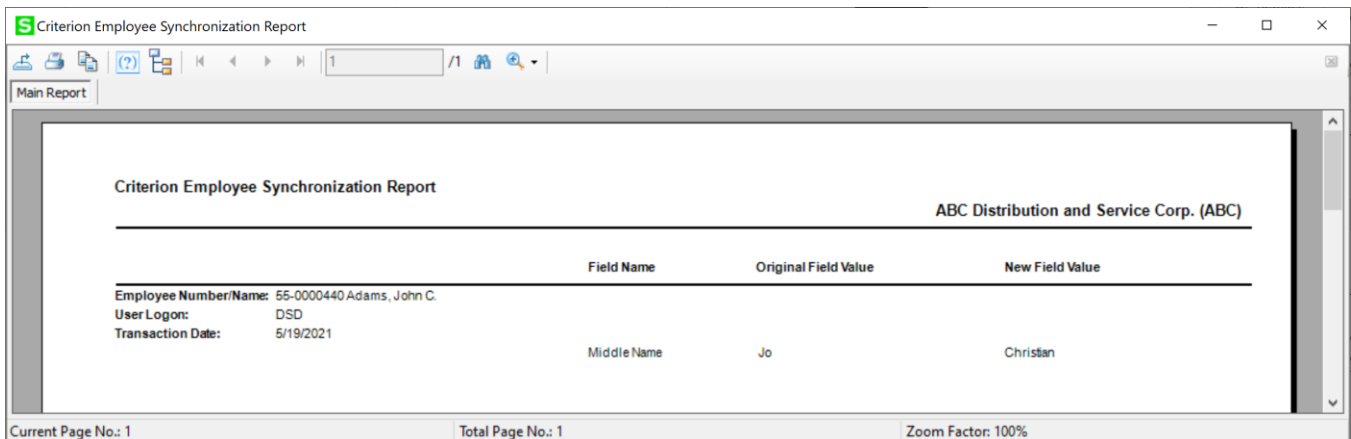 S Criterion Employee Synchronization Report
(?) 1 /1
Main Report
Criterion Employee Synchronization Report
ABC Distribution and Service Corp. (ABC)
Field Name Original Field Value New Field Value
Employee Number/Name: 55-0000440 Adams, John C.
User Logon: DSD
Transaction Date: 5/19/2021
Middle Name Jo Christian
Current Page No.: 1 Total Page No.: 1 Zoom Factor: 100%